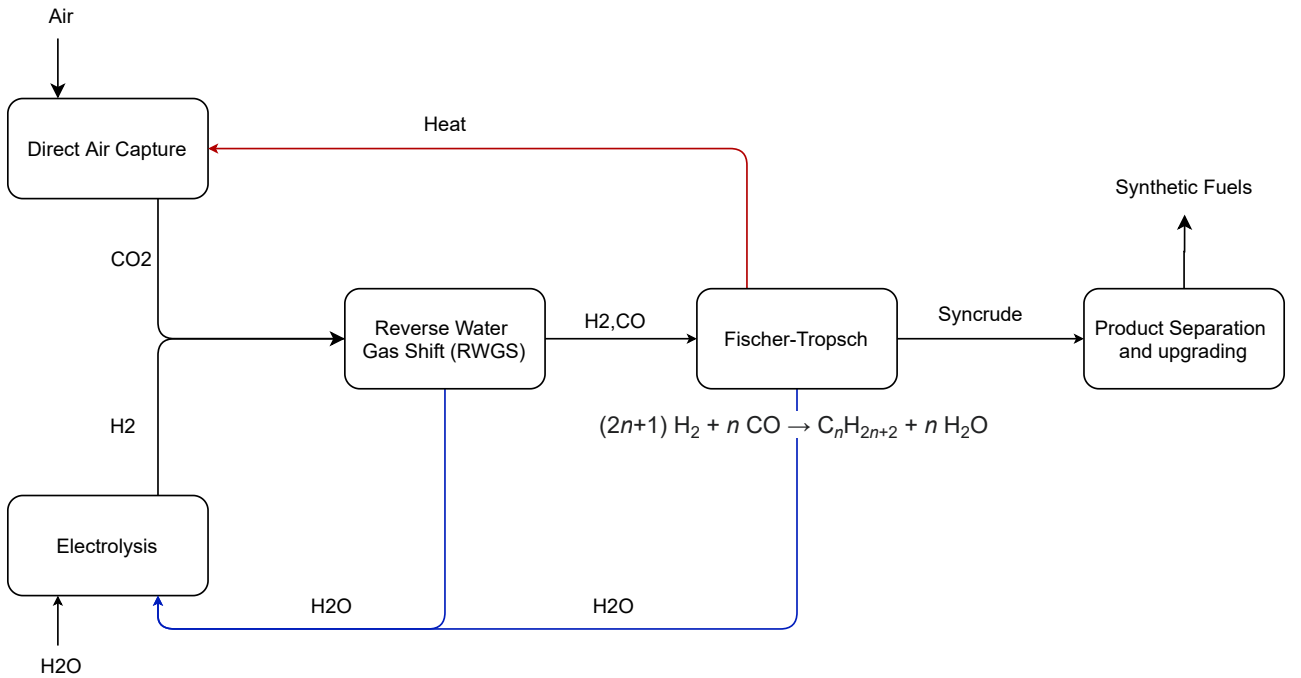 Air
Direct Air Capture
Heat
Synthetic Fuels
CO2
Reverse Water
Gas Shift (RWGS)
H2,CO
Fischer-Tropsch
Syncrude
Product Separation
and upgrading
H2
(2n+1) H₂ + n CO → CₙH₂ₙ₊₂ + n H₂O
Electrolysis
H2O
H2O
H2O